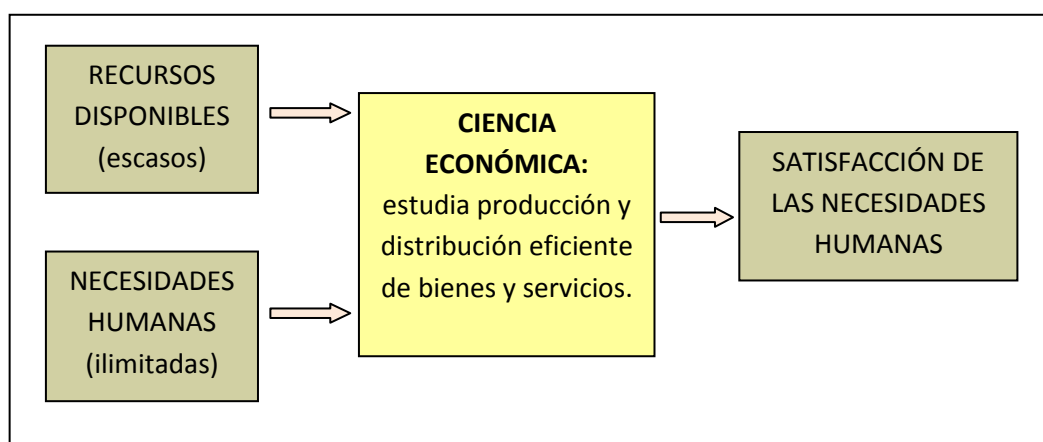 RECURSOS
DISPONIBLES
(escasos)
NECESIDADES
HUMANAS
(ilimitadas)
CIENCIA
ECONÓMICA:
estudia producción y
distribución eficiente
de bienes y servicios.
SATISFACCIÓN DE
LAS NECESIDADES
HUMANAS